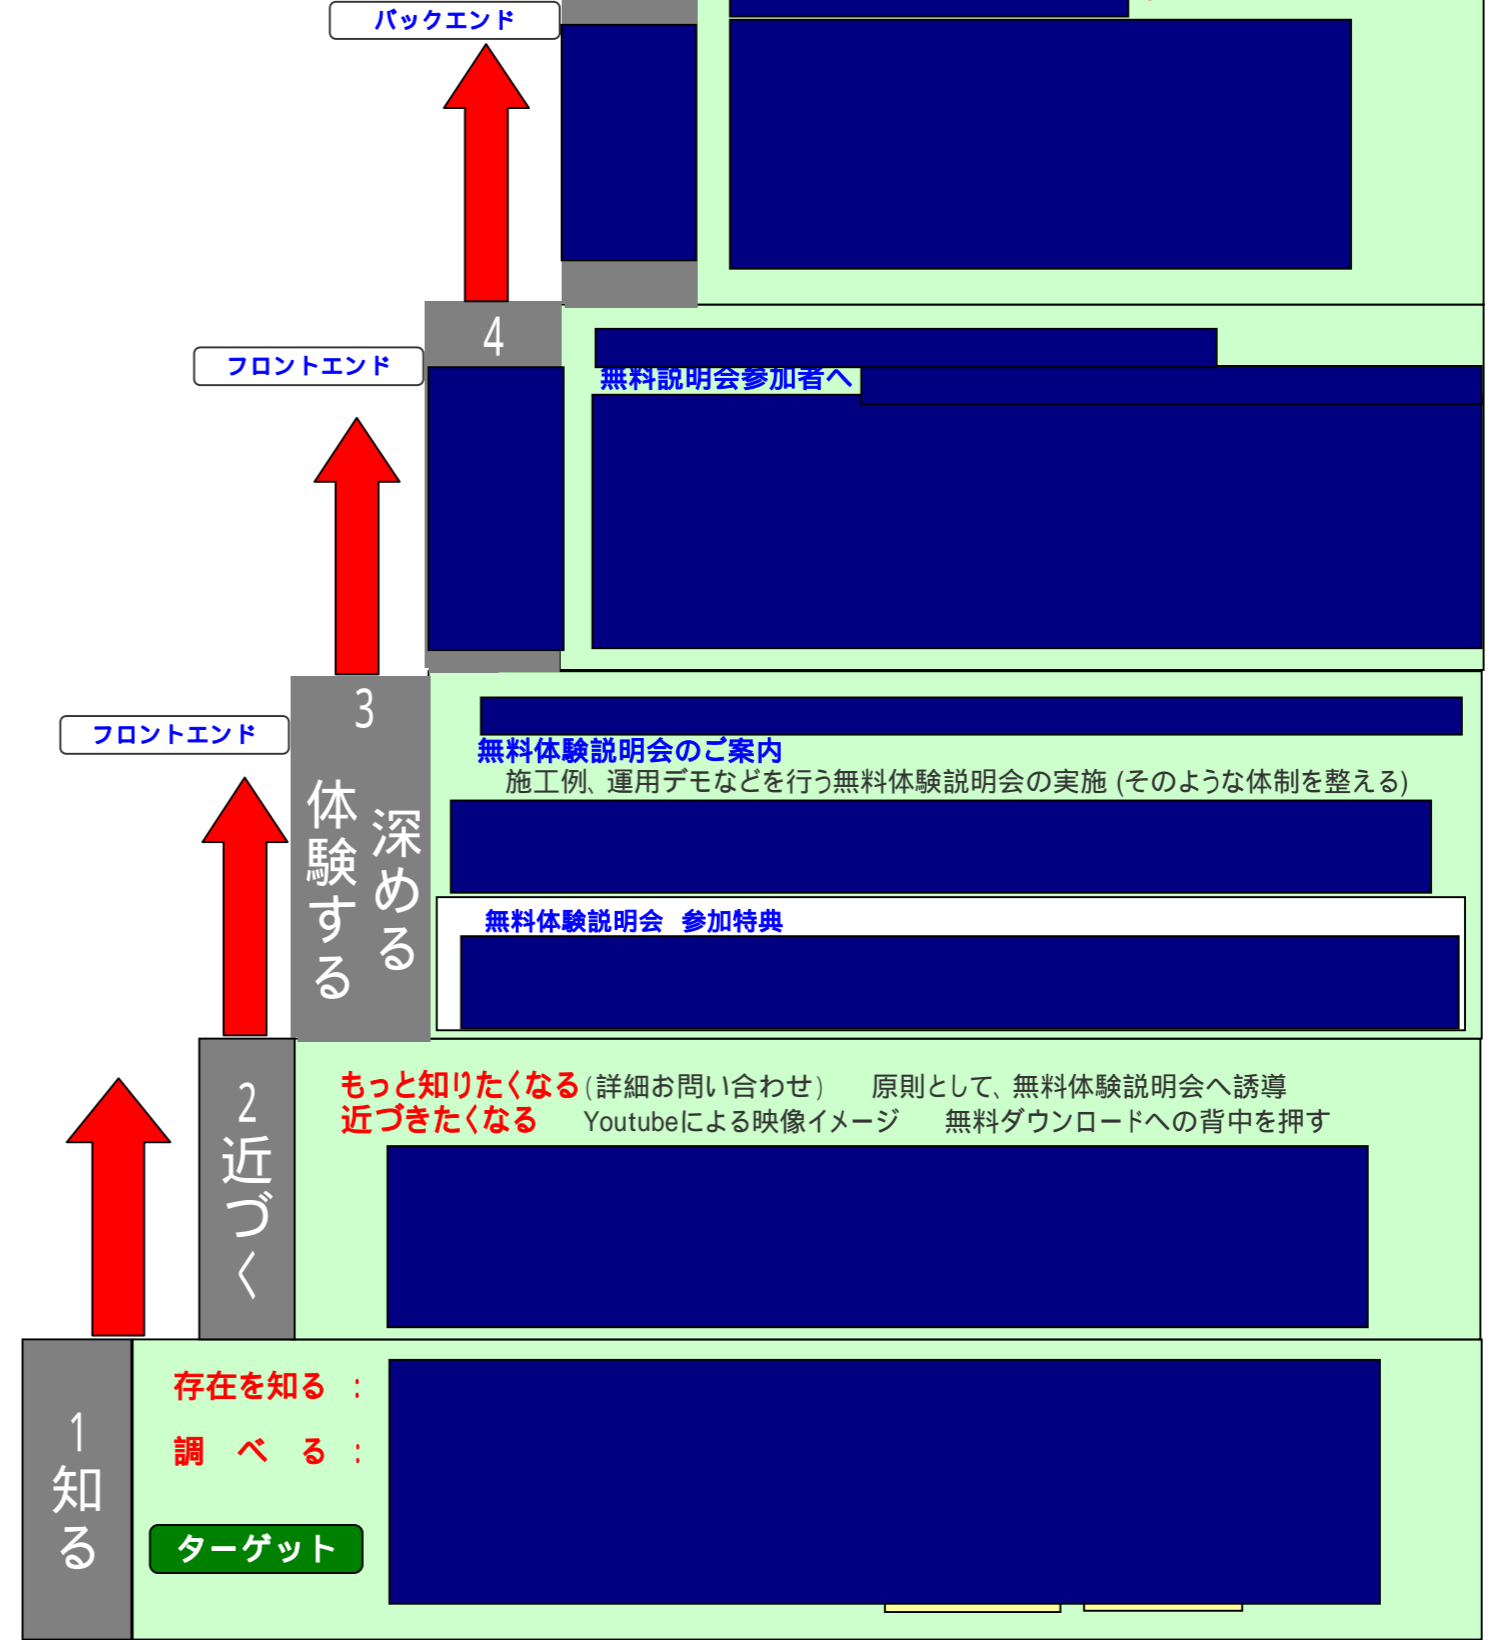 バックエンド
4
フロントエンド
無料説明会参加者へ
3
フロントエンド
深める
体験する
無料体験説明会のご案内
施工例、運用デモなどを行う無料体験説明会の実施 (そのような体制を整える)
無料体験説明会 参加特典
2
近づく
もっと知りたくなる(詳細お問い合わせ) 原則として、無料体験説明会へ誘導
近づきたくなる Youtubeによる映像イメージ 無料ダウンロードへの背中を押す
1
知る
存在を知る :
調 べ る :
ターゲット